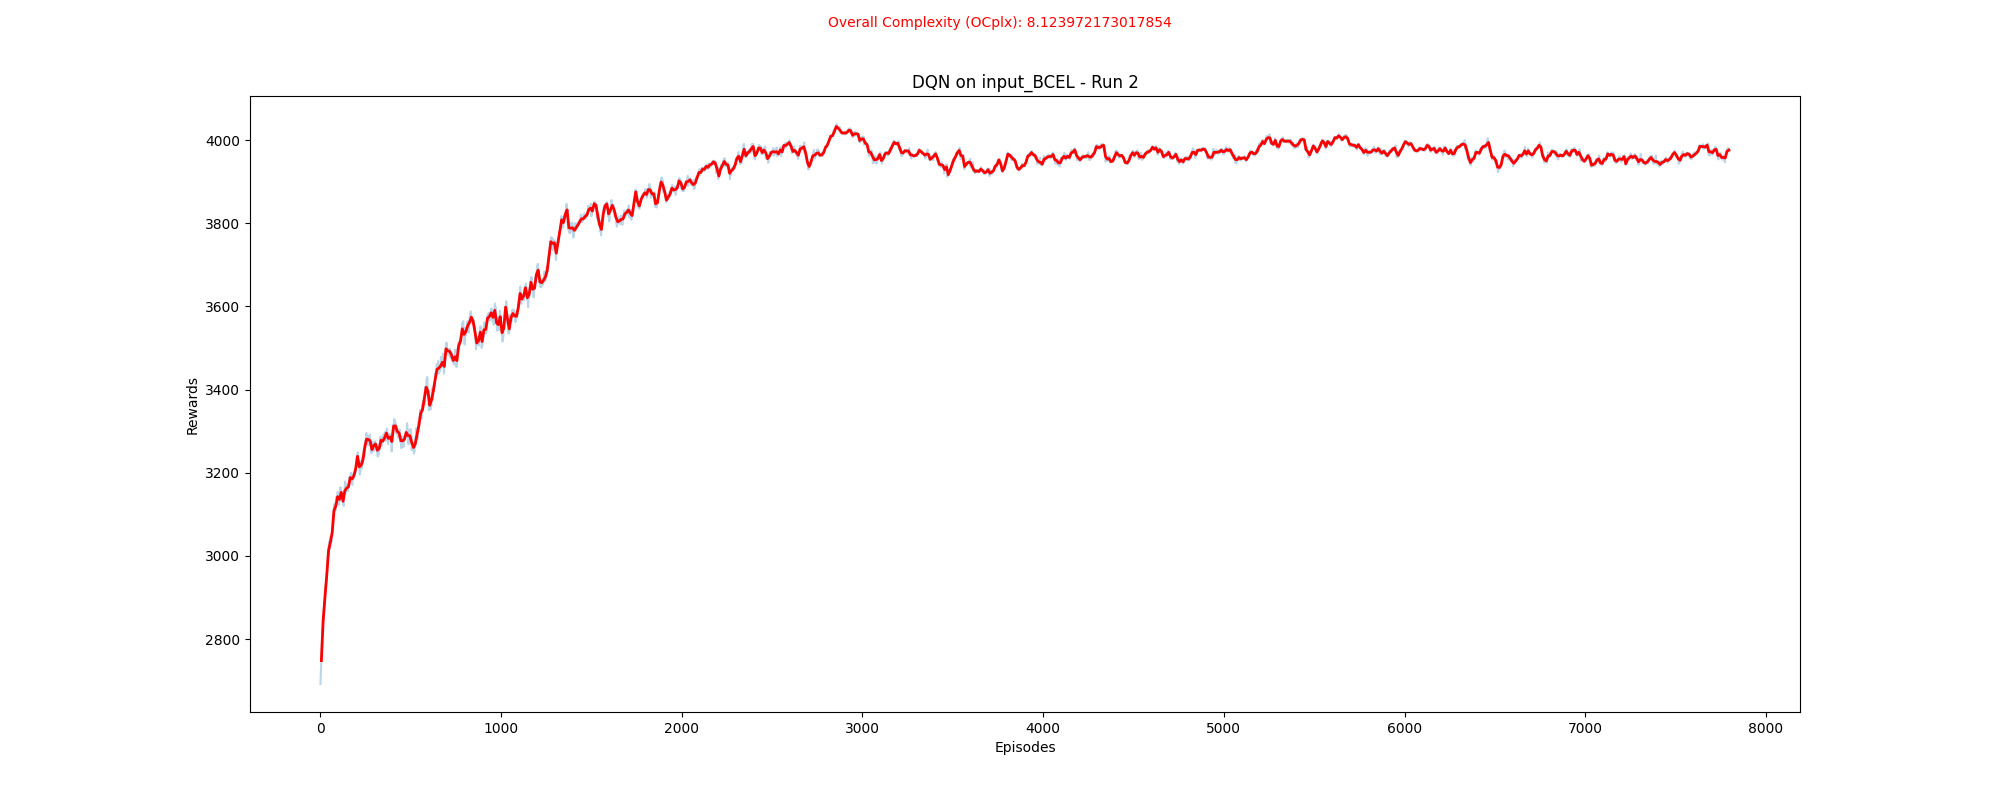 Overall Complexity (OCplx): 8.123972173017854
DQN on input_BCEL - Run 2
4000
3800
3600
3400
3200
3000
2800
Rewards
0 1000 2000 3000 4000 5000 6000 7000 8000
Episodes